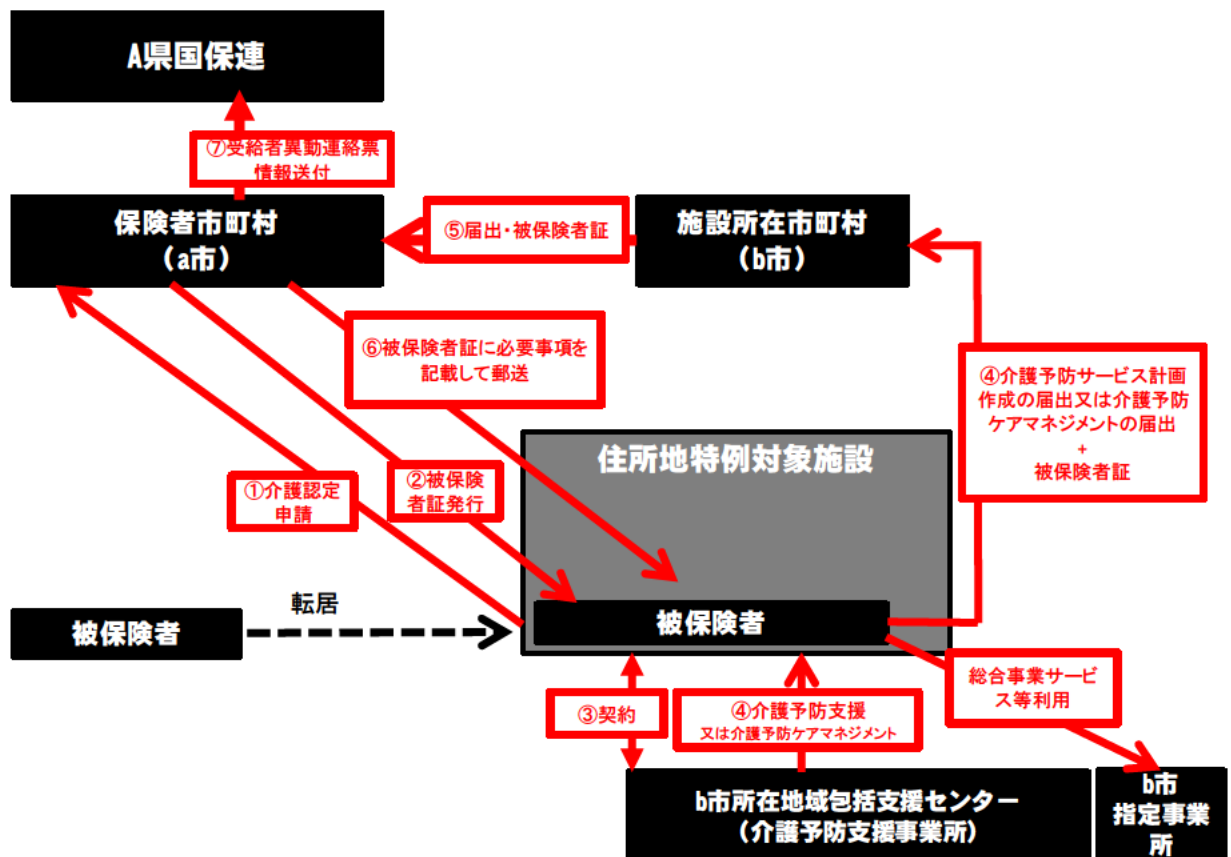 A県国保連
⑦受給者異動連絡票
情報送付
保険者市町村
(a市)
⑤届出・被保険者証
施設所在市町村
(b市)
⑥被保険者証に必要事項を
記載して郵送
④介護予防サービス計画
作成の届出又は介護予防
ケアマネジメントの届出
+
被保険者証
住所地特例対象施設
①介護認定
申請
②被保険
者証発行
転居
被保険者
被保険者
③契約
④介護予防支援
又は介護予防ケアマネジメント
総合事業サービ
ス等利用
b市所在地域包括支援センター
(介護予防支援事業所)
b市
指定事業
所